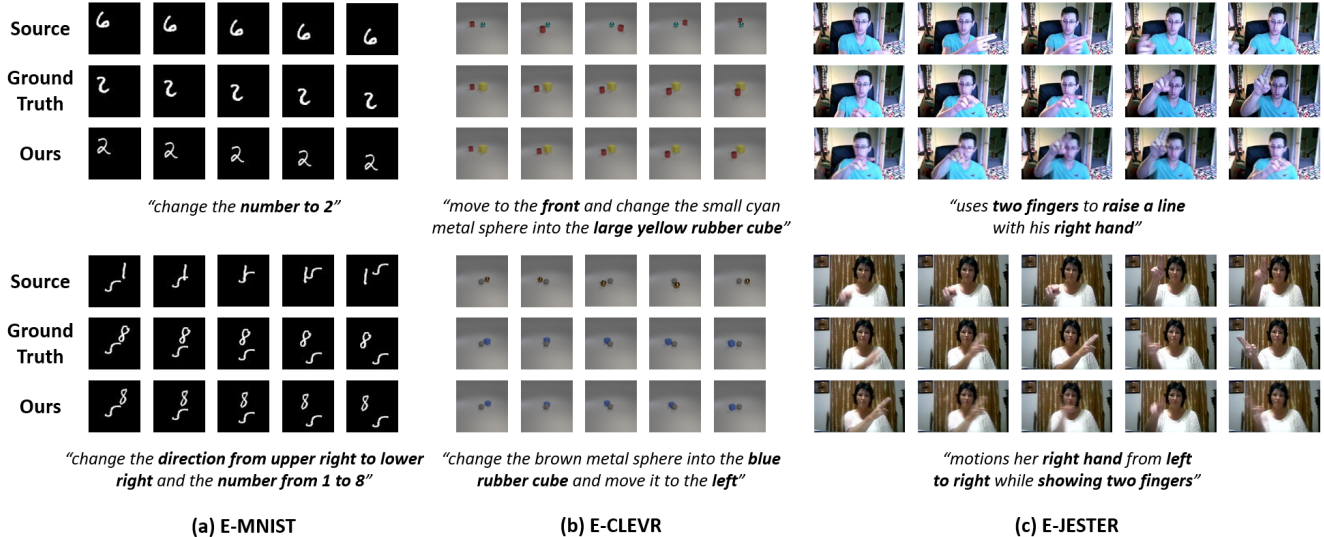 Source
Ground
Truth
Ours
“change the number to 2”
“move to the front and change the small cyan
metal sphere into the large yellow rubber cube”
“uses two fingers to raise a line
with his right hand”
Source
Ground
Truth
Ours
“change the direction from upper right to lower
right and the number from 1 to 8”
“change the brown metal sphere into the blue
rubber cube and move it to the left”
“motions her right hand from left
to right while showing two fingers”
(a) E-MNIST
(b) E-CLEVR
(c) E-JESTER